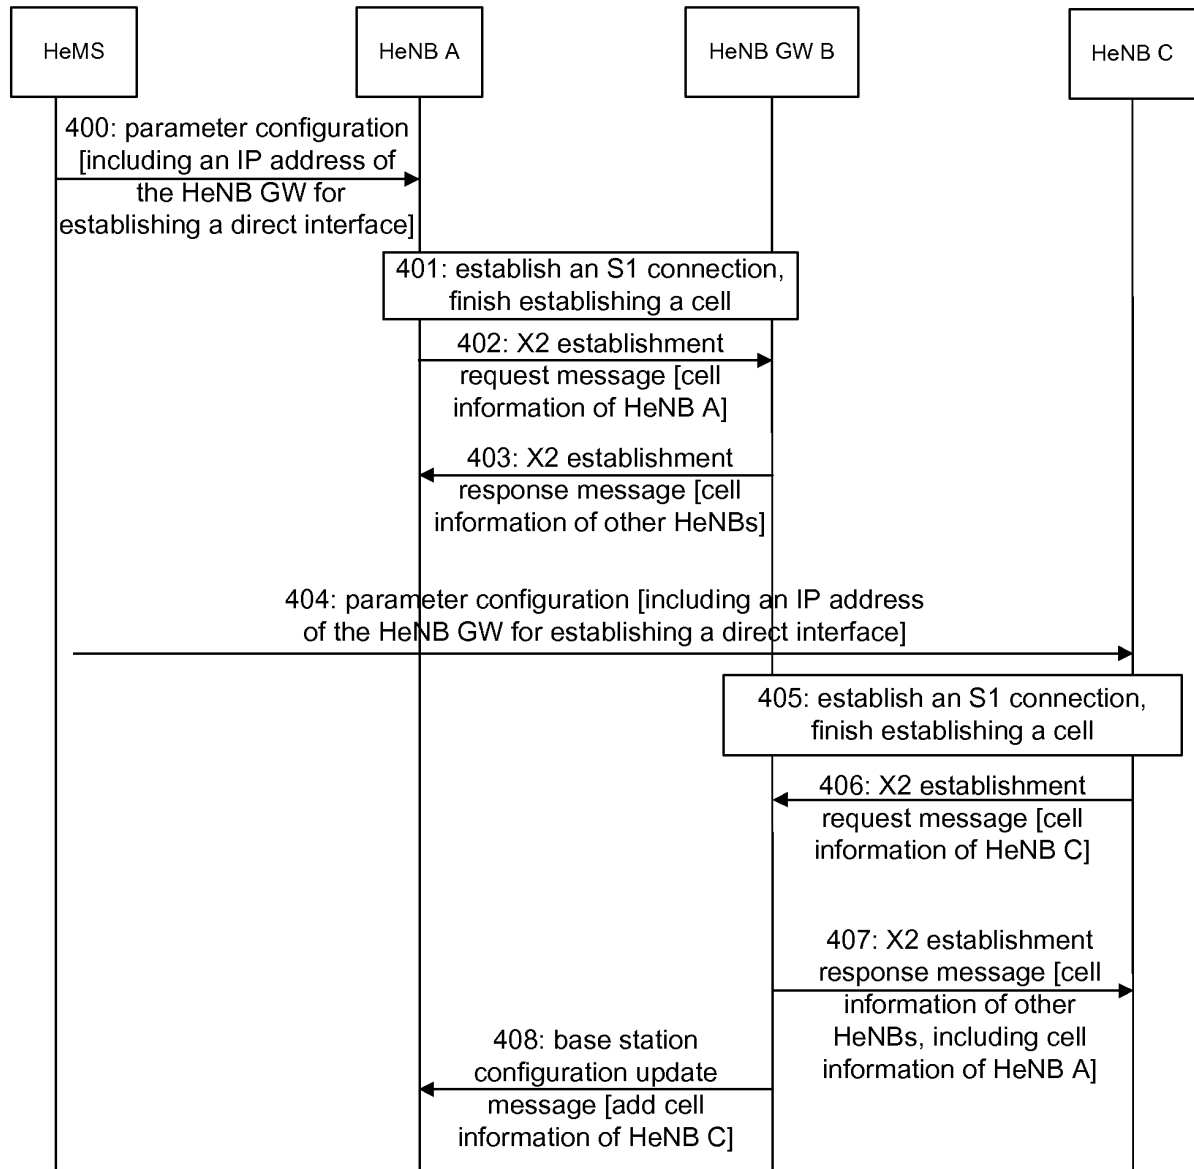 HeMS
HeNB A
HeNB GW B
HeNB C
400: parameter configuration
[including an IP address of
the HeNB GW for
establishing a direct interface]
401: establish an S1 connection,
finish establishing a cell
402: X2 establishment
request message [cell
information of HeNB A]
403: X2 establishment
response message [cell
information of other HeNBs]
404: parameter configuration [including an IP address
of the HeNB GW for establishing a direct interface]
405: establish an S1 connection,
finish establishing a cell
406: X2 establishment
request message [cell
information of HeNB C]
407: X2 establishment
response message [cell
information of other
HeNBs, including cell
information of HeNB A]
408: base station
configuration update
message [add cell
information of HeNB C]